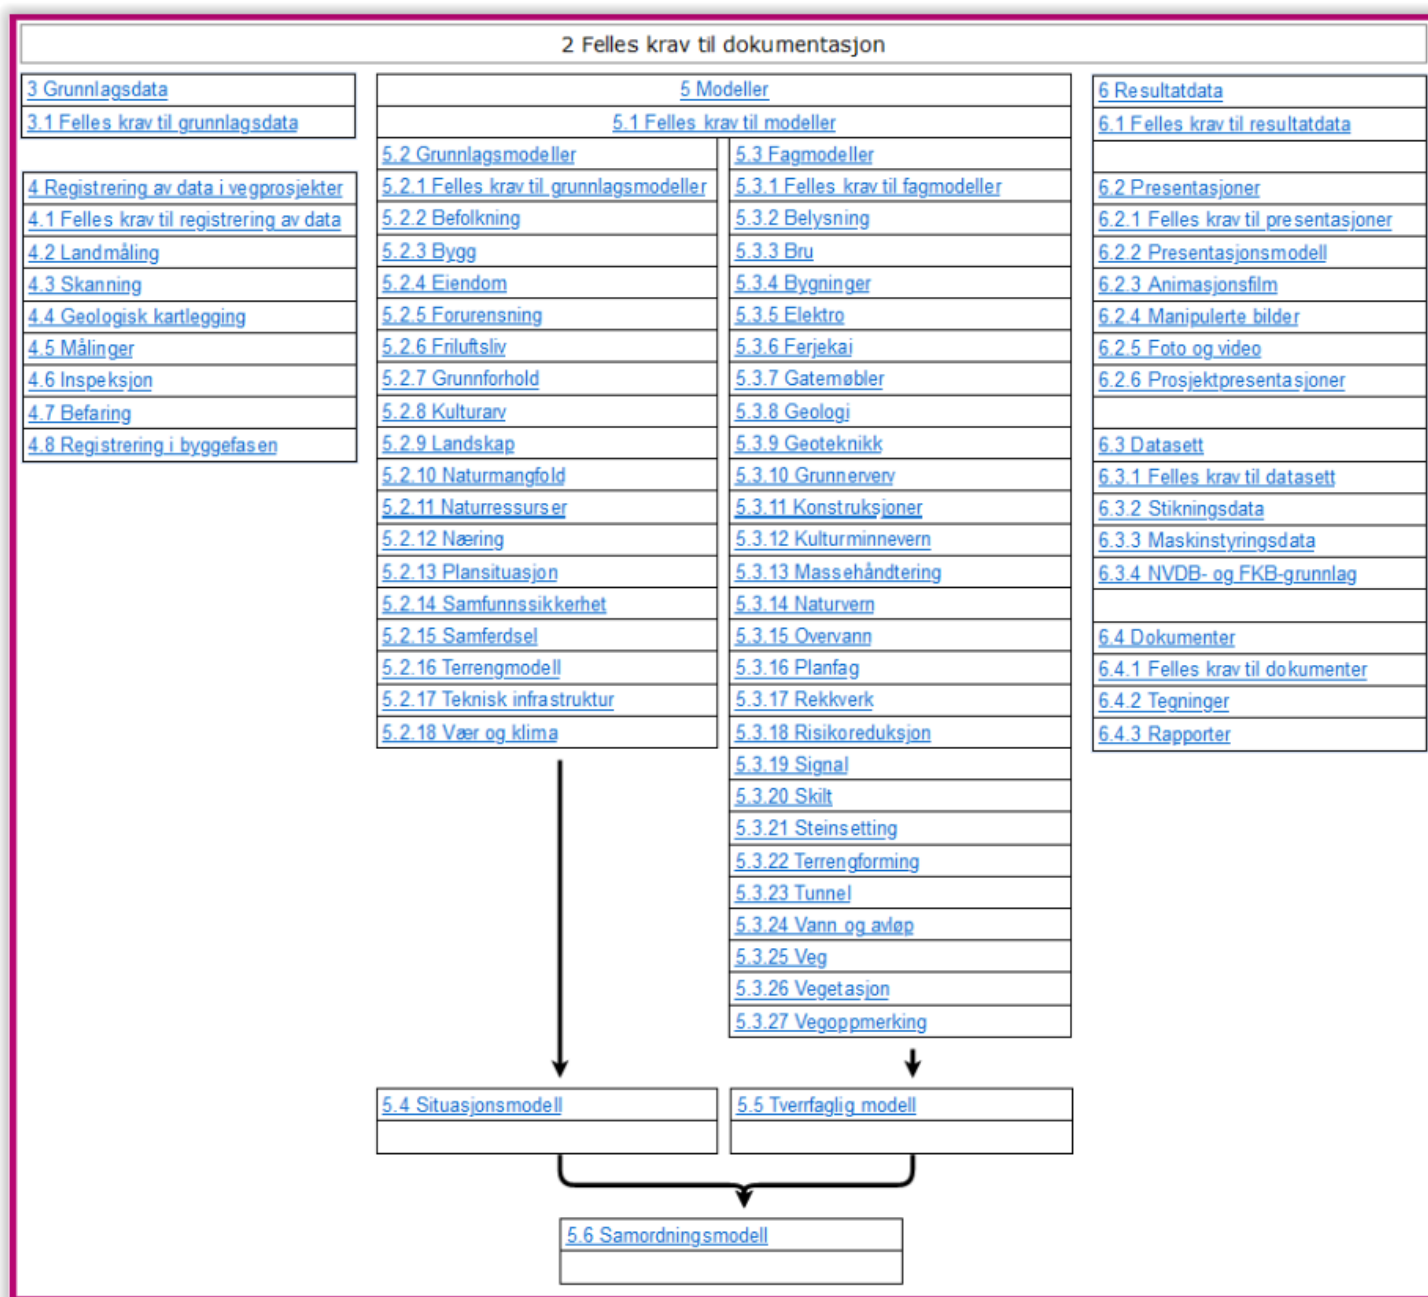 2 Felles krav til dokumentasjon
3 Grunnlagsdata
3.1 Felles krav til grunnlagsdata
4 Registrering av data i vegprosjekter
4.1 Felles krav til registrering av data
4.2 Landmåling
4.3 Skanning
4.4 Geologisk kartlegging
4.5 Målinger
4.6 Inspeksjon
4.7 Befaring
4.8 Registrering i byggefasen
5 Modeller
5.1 Felles krav til modeller
5.2 Grunnlagsmodeller
5.2.1 Felles krav til grunnlagsmodeller
5.2.2 Befolkning
5.2.3 Bygg
5.2.4 Eiendom
5.2.5 Forurensning
5.2.6 Friluftsliv
5.2.7 Grunnforhold
5.2.8 Kulturarv
5.2.9 Landskap
5.2.10 Naturmangfold
5.2.11 Naturressurser
5.2.12 Næring
5.2.13 Plansituasjon
5.2.14 Samfunnssikkerhet
5.2.15 Samferdsel
5.2.16 Terrengmodell
5.2.17 Teknisk infrastruktur
5.2.18 Vær og klima
5.3 Fagmodeller
5.3.1 Felles krav til fagmodeller
5.3.2 Belysning
5.3.3 Bru
5.3.4 Bygninger
5.3.5 Elektro
5.3.6 Ferjekai
5.3.7 Gatemøbler
5.3.8 Geologi
5.3.9 Geoteknikk
5.3.10 Grunnerverv
5.3.11 Konstruksjoner
5.3.12 Kulturminnevern
5.3.13 Massehåndtering
5.3.14 Naturvern
5.3.15 Overvann
5.3.16 Planfag
5.3.17 Rekkverk
5.3.18 Risikoreduksjon
5.3.19 Signal
5.3.20 Skilt
5.3.21 Steinsetting
5.3.22 Terrengforming
5.3.23 Tunnel
5.3.24 Vann og avløp
5.3.25 Veg
5.3.26 Vegetasjon
5.3.27 Vegoppmerking
5.4 Situasjonsmodell
5.5 Tverrfaglig modell
5.6 Samordningsmodell
6 Resultatdata
6.1 Felles krav til resultatdata
6.2 Presentasjoner
6.2.1 Felles krav til presentasjoner
6.2.2 Presentasjonsmodell
6.2.3 Animasjonsfilm
6.2.4 Manipulerte bilder
6.2.5 Foto og video
6.2.6 Prosjektpresentasjoner
6.3 Datasett
6.3.1 Felles krav til datasett
6.3.2 Stikningsdata
6.3.3 Maskinstyringsdata
6.3.4 NVDB- og FKB-grunnlag
6.4 Dokumenter
6.4.1 Felles krav til dokumenter
6.4.2 Tegninger
6.4.3 Rapporter